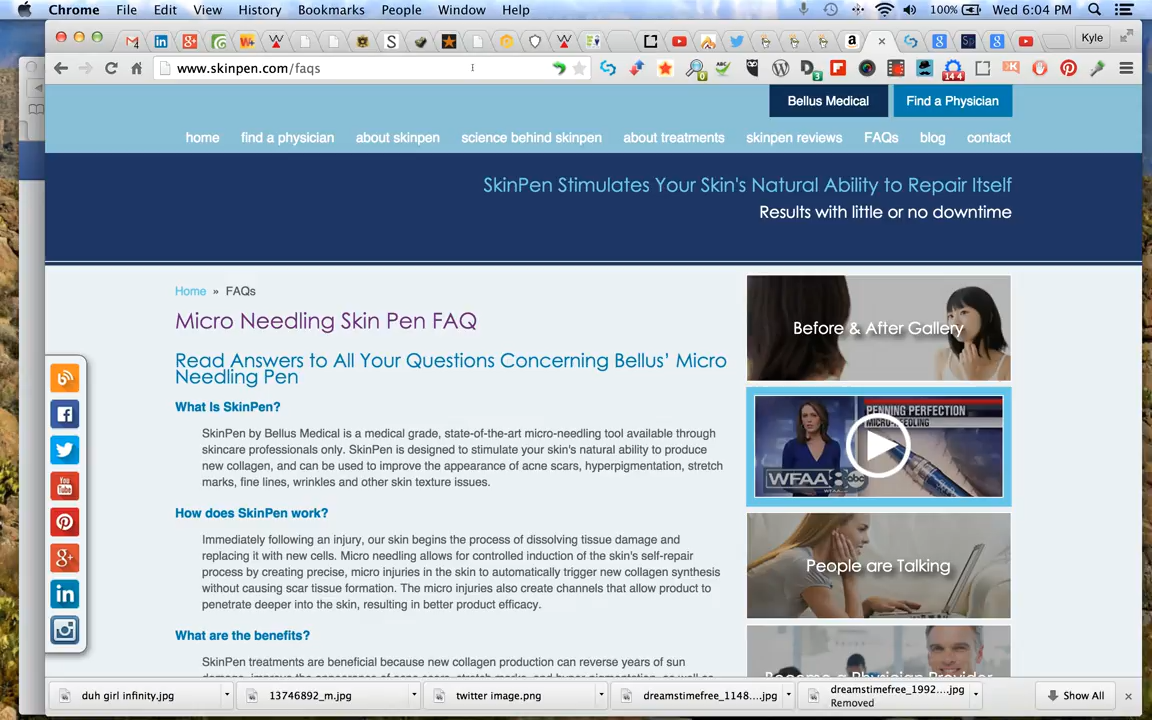 Chrome File Edit View History Bookmarks People Window Help 100% Wed 6:04 PM
Kyle
www.skinpen.com/faqs
Bellus Medical Find a Physician
home find a physician about skinpen science behind skinpen about treatments skinpen reviews FAQs blog contact
SkinPen Stimulates Your Skin's Natural Ability to Repair Itself
Results with little or no downtime
Home » FAQs
Micro Needling Skin Pen FAQ
Read Answers to All Your Questions Concerning Bellus' Micro
Needling Pen
What Is SkinPen?
SkinPen by Bellus Medical is a medical grade, state-of-the-art micro-needling tool available through
skincare professionals only. SkinPen is designed to stimulate your skin's natural ability to produce
new collagen, and can be used to improve the appearance of acne scars, hyperpigmentation, stretch
marks, fine lines, wrinkles and other skin texture issues.
How does SkinPen work?
Immediately following an injury, our skin begins the process of dissolving tissue damage and
replacing it with new cells. Micro needling allows for controlled induction of the skin's self-repair
process by creating precise, micro injuries in the skin to automatically trigger new collagen synthesis
without causing scar tissue formation. The micro injuries also create channels that allow product to
penetrate deeper into the skin, resulting in better product efficacy.
What are the benefits?
SkinPen treatments are beneficial because new collagen production can reverse years of sun
Before & After Gallery
PENNING PERFECTION
MICRO-NEEDLING
WFAA 8 abc
People are Talking
Become a Physician Provider
You
Tube
duh girl infinity.jpg
13746892_m.jpg
twitter image.png
dreamstimefree_1148....jpg
dreamstimefree_1992....jpg
Removed
Show All